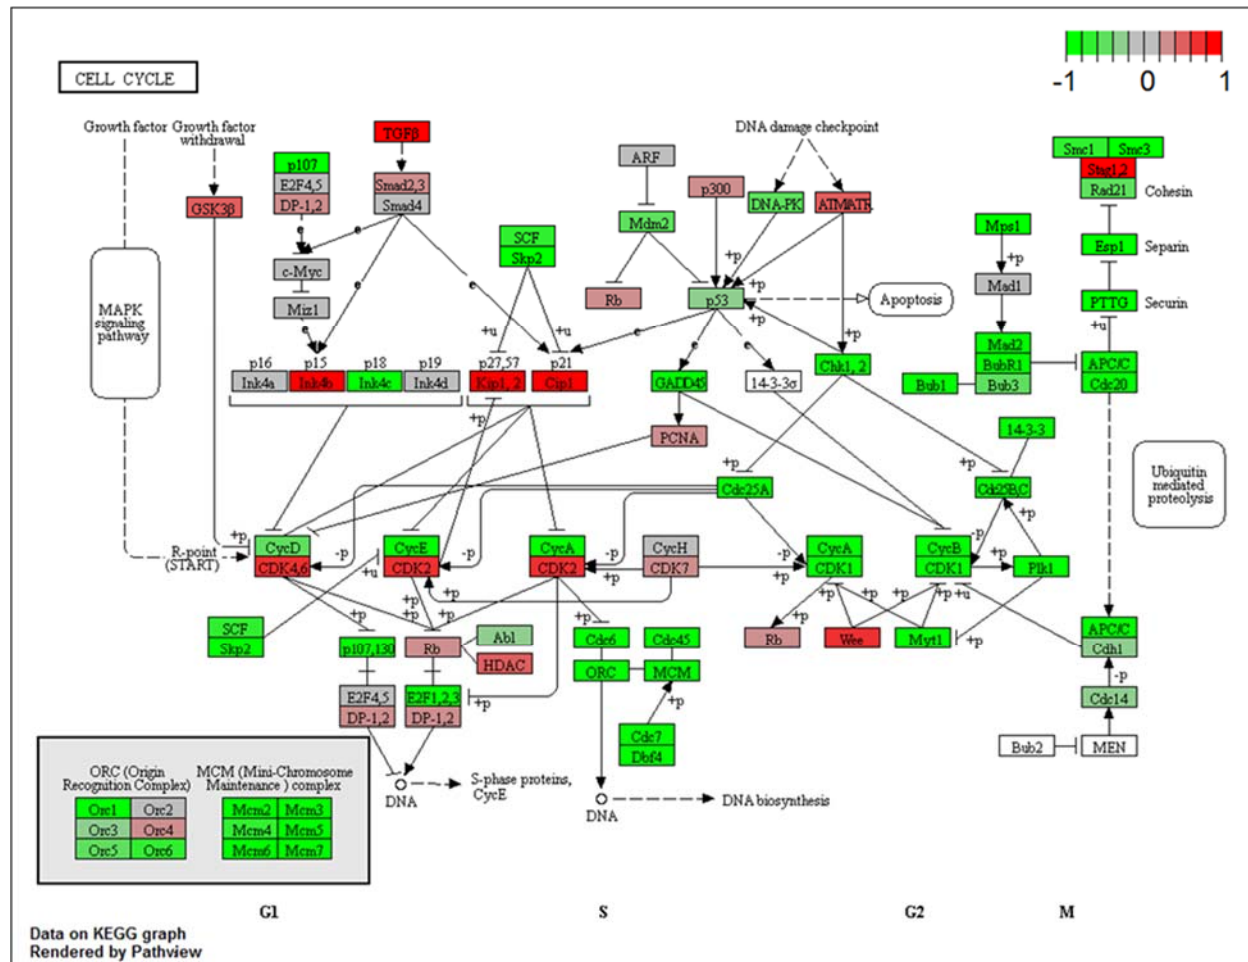 -1 0 1
CELL CYCLE
Growth factor
Growth factor
withdrawal
TGFβ
DNA damage checkpoint
p107
E2F4,5
DP-1,2
Smad2,3
Smad4
ARF
p300
DNA-PK
ATM/ATR
Smc1 Smc3
Stag1,2
Rad21
Cohesin
GSK3β
Mdm2
SCF
Skp2
Mps1
Esp1
Separin
e
e
e
+p
+p
c-Myc
Miz1
MAPK
signaling
pathway
Rb
p53
+p
+p
Apoptosis
Mad1
PTTG
Securin
e
e
e
e
e
e
+u
+u
+p
+u
p16
Ink4a
p15
Ink4b
p18
Ink4c
p19
Ink4d
p27,57
Kip1, 2
p21
Cip1
GADD45
14-3-3σ
Chk1, 2
Mad2
BubR1
Bub3
Bub1
APC/C
Cdc20
+p
PCNA
14-3-3
+p
Cdc25A
+p
Cdc25B,C
+p
Ubiquitin
mediated
proteolysis
R-point
(START)
+p
CycD
CDK4,6
-p
+u
CycE
CDK2
-p
CycA
CDK2
-p
+p
CycH
CDK7
-p
+p
CycA
CDK1
CycB
CDK1
-p
+p
+u
Plk1
+p
+p
+p
+p
+p
+p
+p
+p
+p
SCF
Skp2
p107,130
Rb
Abl
HDAC
Cdc6
Cdc45
ORC
MCM
Rb
Wee
Myt1
APC/C
Cdh1
-p
Cdc14
E2F4,5
DP-1,2
E2F1,2,3
DP-1,2
+p
+p
Cdc7
Dbf4
Bub2
MEN
DNA
S-phase proteins,
CycE
DNA
DNA biosynthesis
ORC (Origin
Recognition Complex)
MCM (Mini-Chromosome
Maintenance ) complex
Orc1 Orc2
Orc3 Orc4
Orc5 Orc6
Mcm2 Mcm3
Mcm4 Mcm5
Mcm6 Mcm7
G1 S G2 M
Data on KEGG graph
Rendered by Pathview